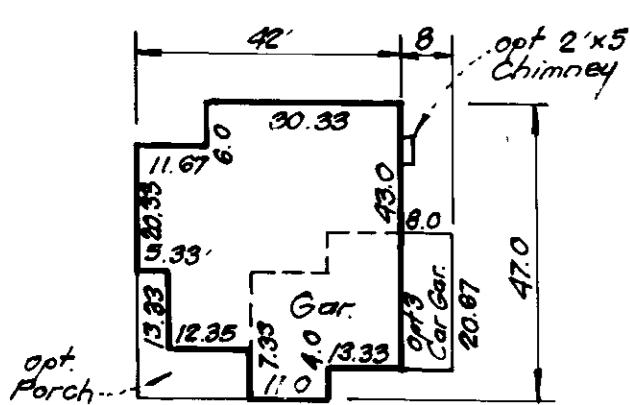 42'
8
opt 2'x5
Chimney
30.33
6.0
11.67
20.33
43.0
8.0
47.0
5.33'
Gar.
opt 3
Car Gar.
20.67
13.33
12.35
7.33
4.0
13.33
11.0
opt.
Porch